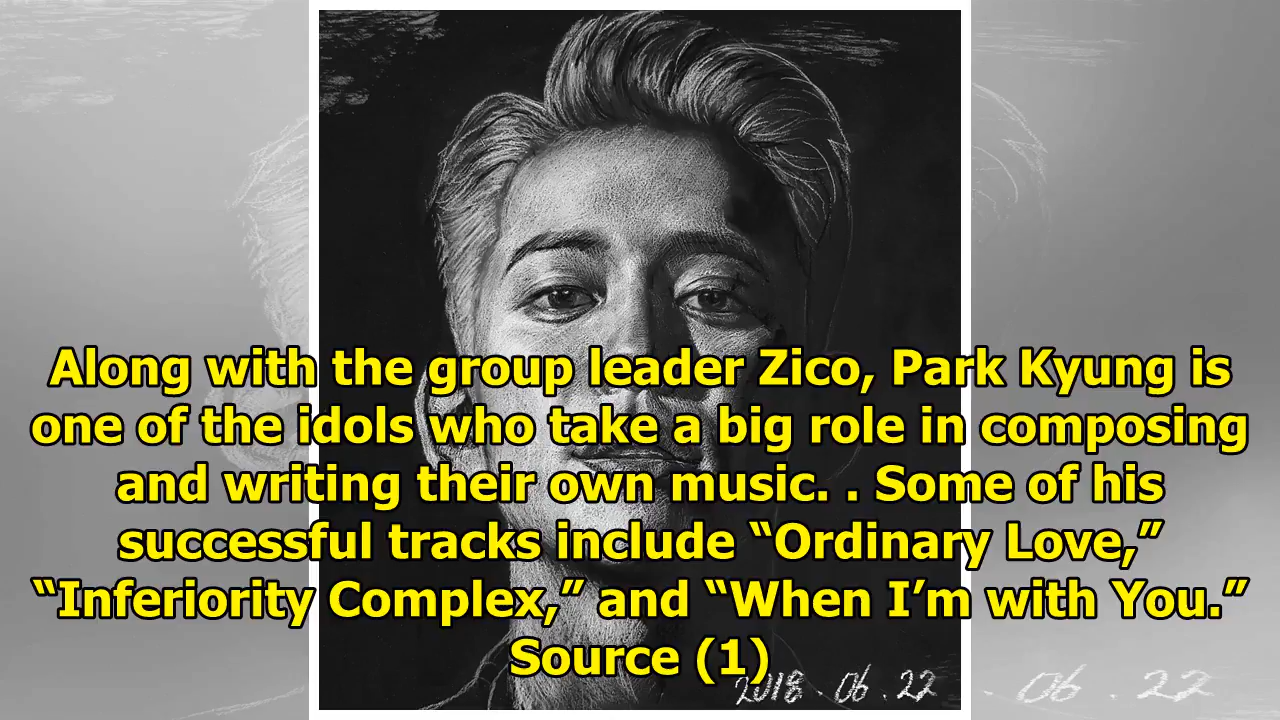 Along with the group leader Zico, Park Kyung is
one of the idols who take a big role in composing
and writing their own music. . Some of his
successful tracks include “Ordinary Love,”
“Inferiority Complex,” and “When I’m with You.”
Source (1)
2018 . 06 . 22
06 . 22